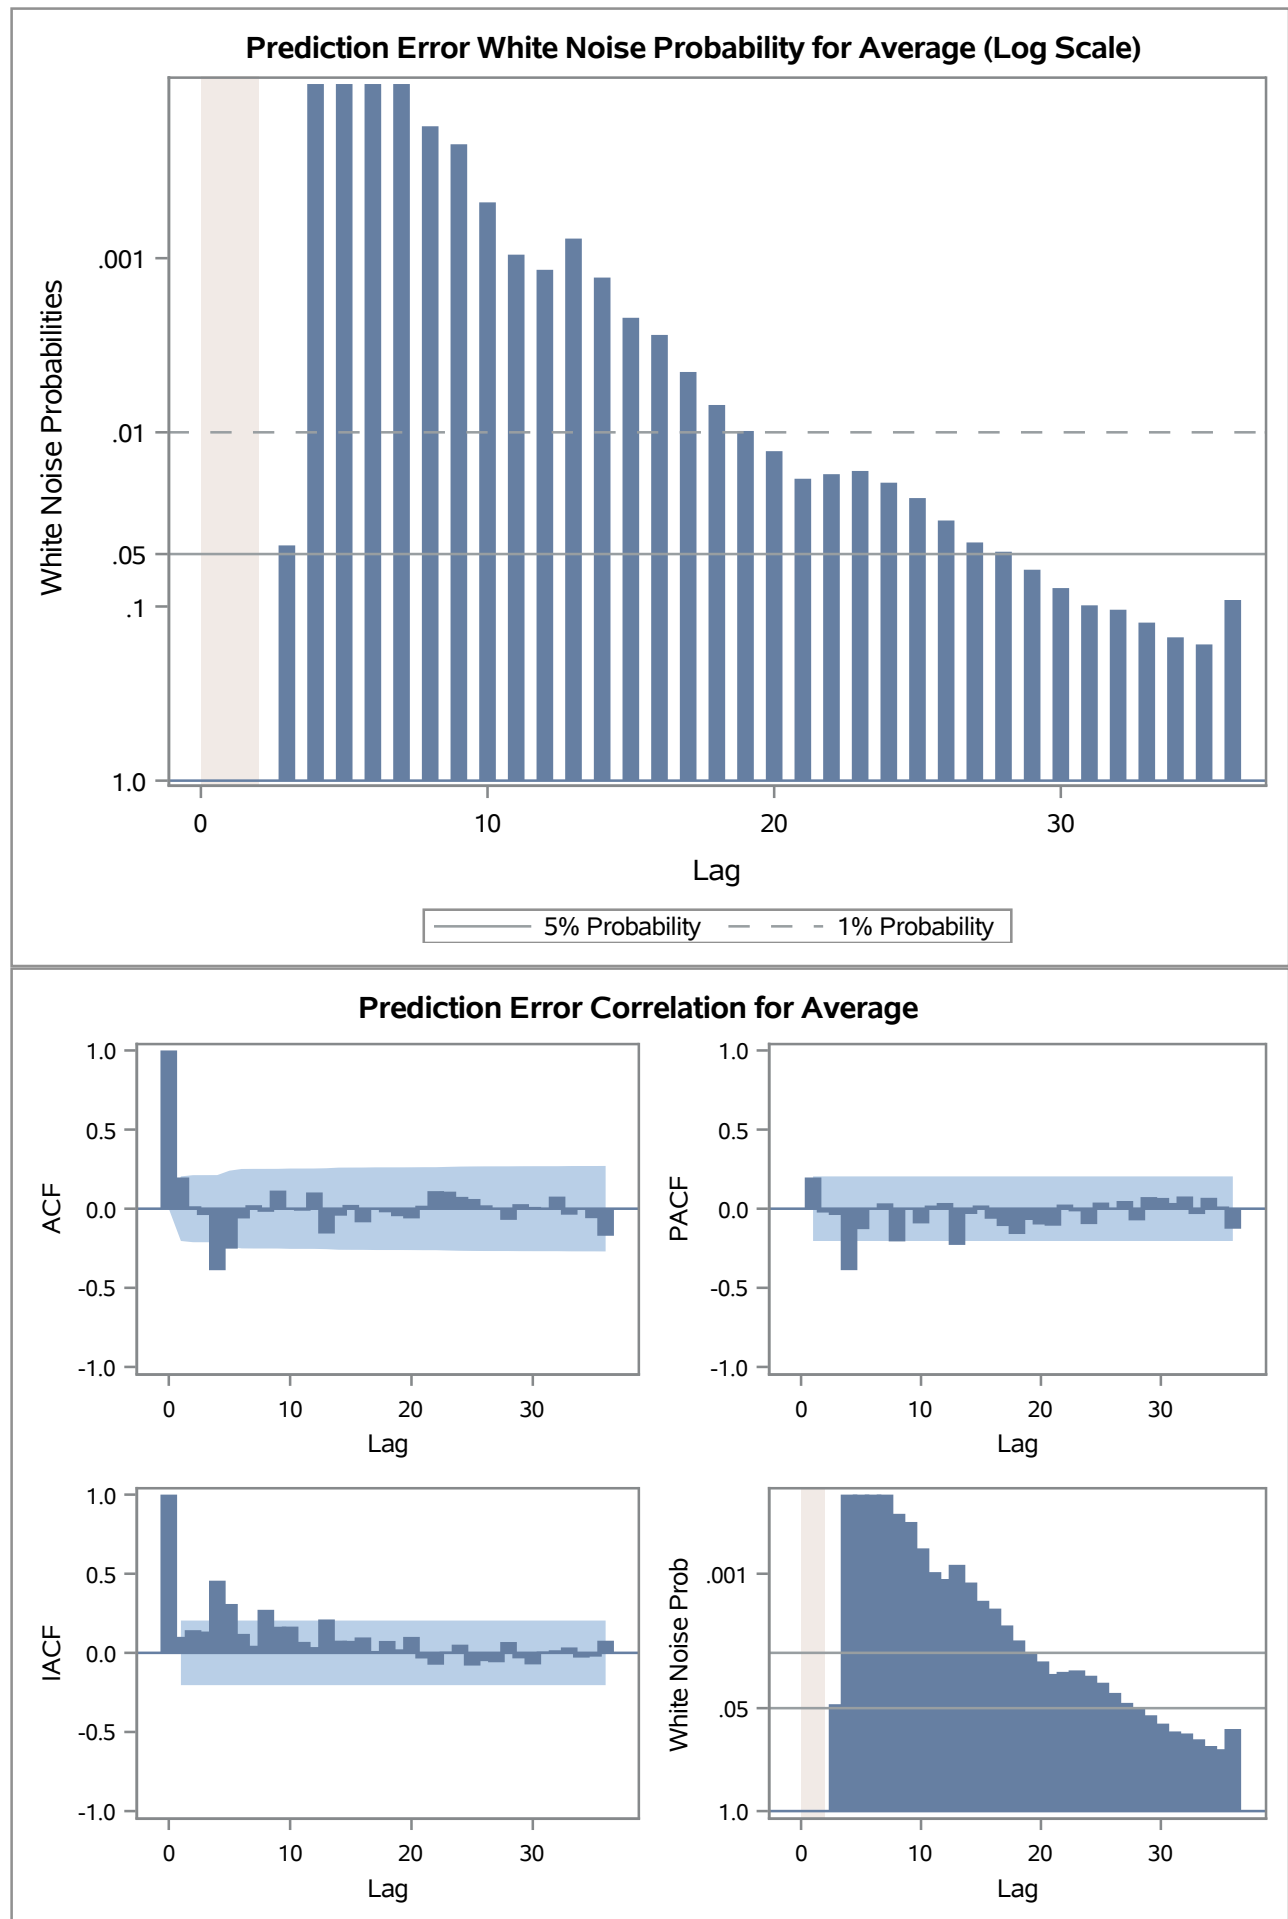 Prediction Error White Noise Probability for Average (Log Scale)
White Noise Probabilities
.001
.01
.05
.1
1.0
0 10 20 30
Lag
5% Probability 1% Probability
Prediction Error Correlation for Average
ACF
1.0
0.5
0.0
-0.5
-1.0
0 10 20 30
Lag
PACF
1.0
0.5
0.0
-0.5
-1.0
0 10 20 30
Lag
IACF
1.0
0.5
0.0
-0.5
-1.0
0 10 20 30
Lag
White Noise Prob
.001
.05
1.0
0 10 20 30
Lag